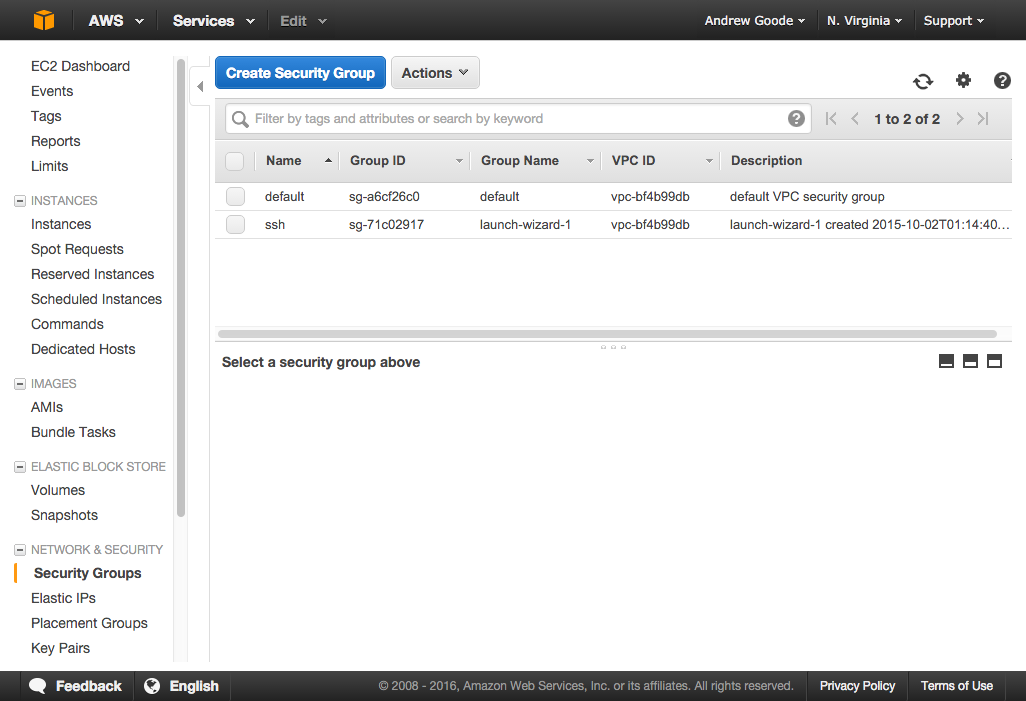 AWS Services Edit Andrew Goode N. Virginia Support
EC2 Dashboard
Events
Tags
Reports
Limits
INSTANCES
Instances
Spot Requests
Reserved Instances
Scheduled Instances
Commands
Dedicated Hosts
IMAGES
AMIs
Bundle Tasks
ELASTIC BLOCK STORE
Volumes
Snapshots
NETWORK & SECURITY
Security Groups
Elastic IPs
Placement Groups
Key Pairs
Create Security Group Actions
Filter by tags and attributes or search by keyword 1 to 2 of 2
Name Group ID Group Name VPC ID Description
default sg-a6cf26c0 default vpc-bf4b99db default VPC security group
ssh sg-71c02917 launch-wizard-1 vpc-bf4b99db launch-wizard-1 created 2015-10-02T01:14:40...
Select a security group above
Feedback English © 2008 - 2016, Amazon Web Services, Inc. or its affiliates. All rights reserved. Privacy Policy Terms of Use